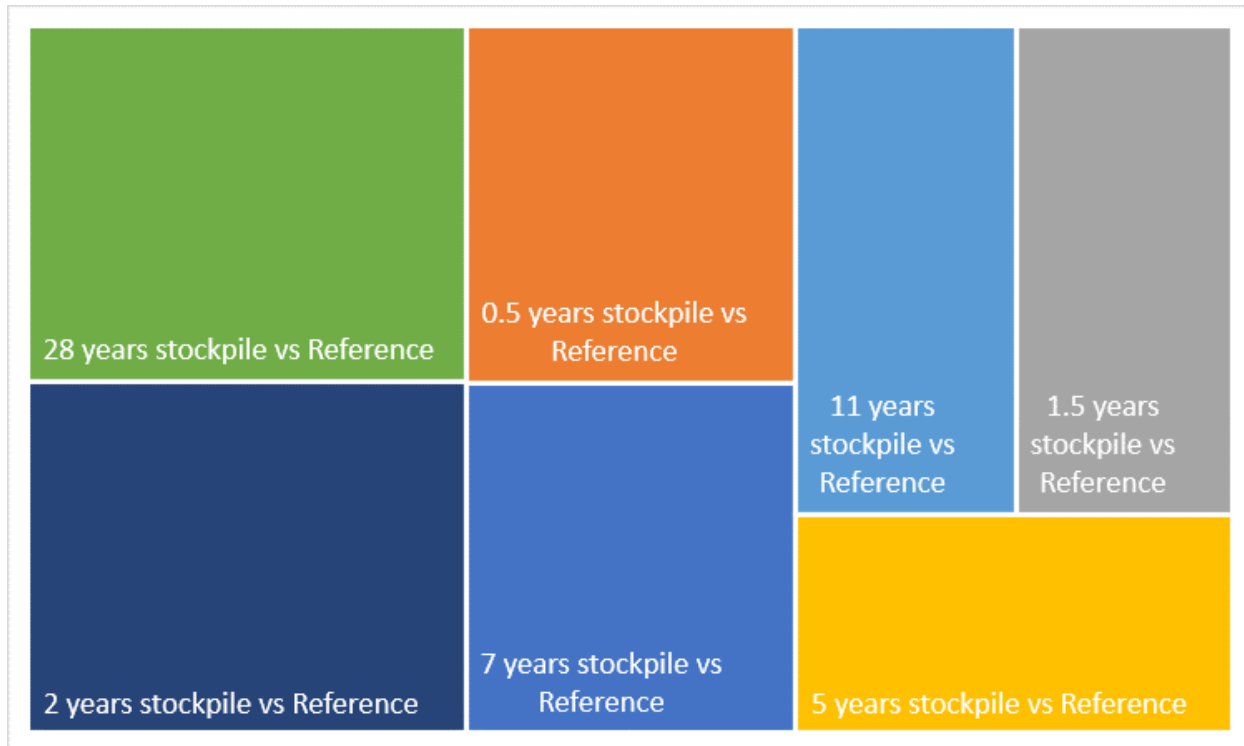 28 years stockpile vs Reference
0.5 years stockpile vs
Reference
11 years
stockpile vs
Reference
1.5 years
stockpile vs
Reference
2 years stockpile vs Reference
7 years stockpile vs
Reference
5 years stockpile vs Reference